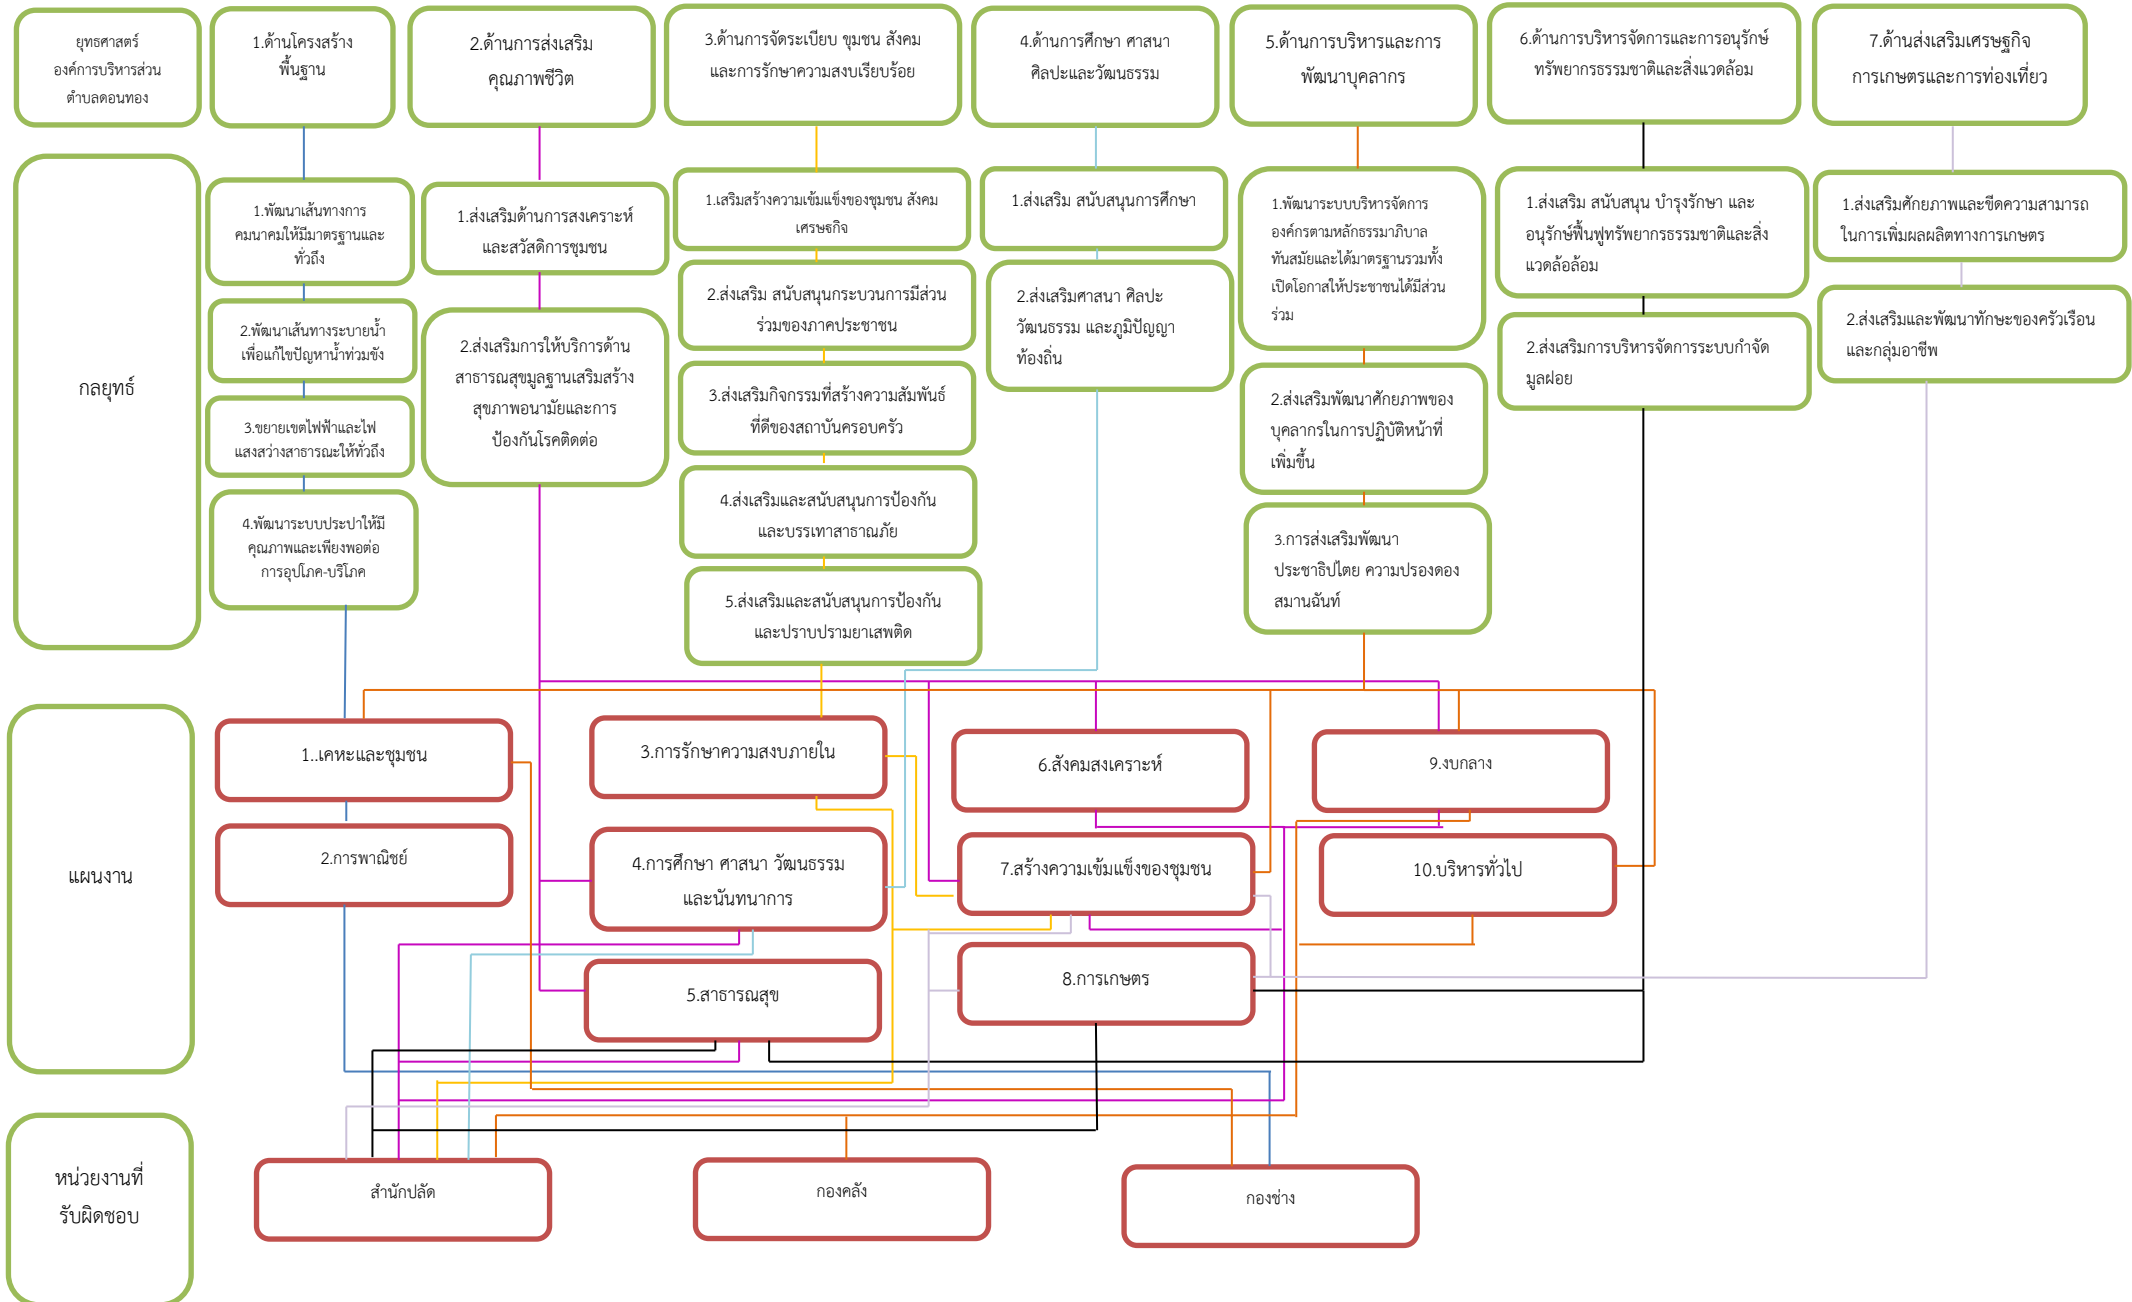 ยุทธศาสตร์
องค์การบริหารส่วน
ตำบลดอนทอง
1.ด้านโครงสร้าง
พื้นฐาน
2.ด้านการส่งเสริม
คุณภาพชีวิต
3.ด้านการจัดระเบียบ ชุมชน สังคม
และการรักษาความสงบเรียบร้อย
4.ด้านการศึกษา ศาสนา
ศิลปะและวัฒนธรรม
5.ด้านการบริหารและการ
พัฒนาบุคลากร
6.ด้านการบริหารจัดการและการอนุรักษ์
ทรัพยากรธรรมชาติและสิ่งแวดล้อม
7.ด้านส่งเสริมเศรษฐกิจ
การเกษตรและการท่องเที่ยว
กลยุทธ์
1.พัฒนาเส้นทางการ
คมนาคมให้มีมาตรฐานและ
ทั่วถึง
2.พัฒนาเส้นทางระบายน้ำ
เพื่อแก้ไขปัญหาน้ำท่วมขัง
3.ขยายเขตไฟฟ้าและไฟ
แสงสว่างสาธารณะให้ทั่วถึง
4.พัฒนาระบบประปาให้มี
คุณภาพและเพียงพอต่อ
การอุปโภค-บริโภค
1.ส่งเสริมด้านการสงเคราะห์
และสวัสดิการชุมชน
2.ส่งเสริมการให้บริการด้าน
สาธารณสุขมูลฐานเสริมสร้าง
สุขภาพอนามัยและการ
ป้องกันโรคติดต่อ
1.เสริมสร้างความเข้มแข็งของชุมชน สังคม
เศรษฐกิจ
2.ส่งเสริม สนับสนุนกระบวนการมีส่วน
ร่วมของภาคประชาชน
3.ส่งเสริมกิจกรรมที่สร้างความสัมพันธ์
ที่ดีของสถาบันครอบครัว
4.ส่งเสริมและสนับสนุนการป้องกัน
และบรรเทาสาธาณภัย
5.ส่งเสริมและสนับสนุนการป้องกัน
และปราบปรามยาเสพติด
1.ส่งเสริม สนับสนุนการศึกษา
2.ส่งเสริมศาสนา ศิลปะ
วัฒนธรรม และภูมิปัญญา
ท้องถิ่น
1.พัฒนาระบบบริหารจัดการ
องค์กรตามหลักธรรมาภิบาล
ทันสมัยและได้มาตรฐานรวมทั้ง
เปิดโอกาสให้ประชาชนได้มีส่วน
ร่วม
2.ส่งเสริมพัฒนาศักยภาพของ
บุคลากรในการปฏิบัติหน้าที่
เพิ่มขึ้น
3.การส่งเสริมพัฒนา
ประชาธิปไตย ความปรองดอง
สมานฉันท์
1.ส่งเสริม สนับสนุน บำรุงรักษา และ
อนุรักษ์ฟื้นฟูทรัพยากรธรรมชาติและสิ่ง
แวดล้อล้อม
2.ส่งเสริมการบริหารจัดการระบบกำจัด
มูลฝอย
1.ส่งเสริมศักยภาพและขีดความสามารถ
ในการเพิ่มผลผลิตทางการเกษตร
2.ส่งเสริมและพัฒนาทักษะของครัวเรือน
และกลุ่มอาชีพ
แผนงาน
1..เคหะและชุมชน
2.การพาณิชย์
3.การรักษาความสงบภายใน
4.การศึกษา ศาสนา วัฒนธรรม
และนันทนาการ
5.สาธารณสุข
6.สังคมสงเคราะห์
7.สร้างความเข้มแข็งของชุมชน
8.การเกษตร
9.งบกลาง
10.บริหารทั่วไป
หน่วยงานที่
รับผิดชอบ
สำนักปลัด
กองคลัง
กองช่าง